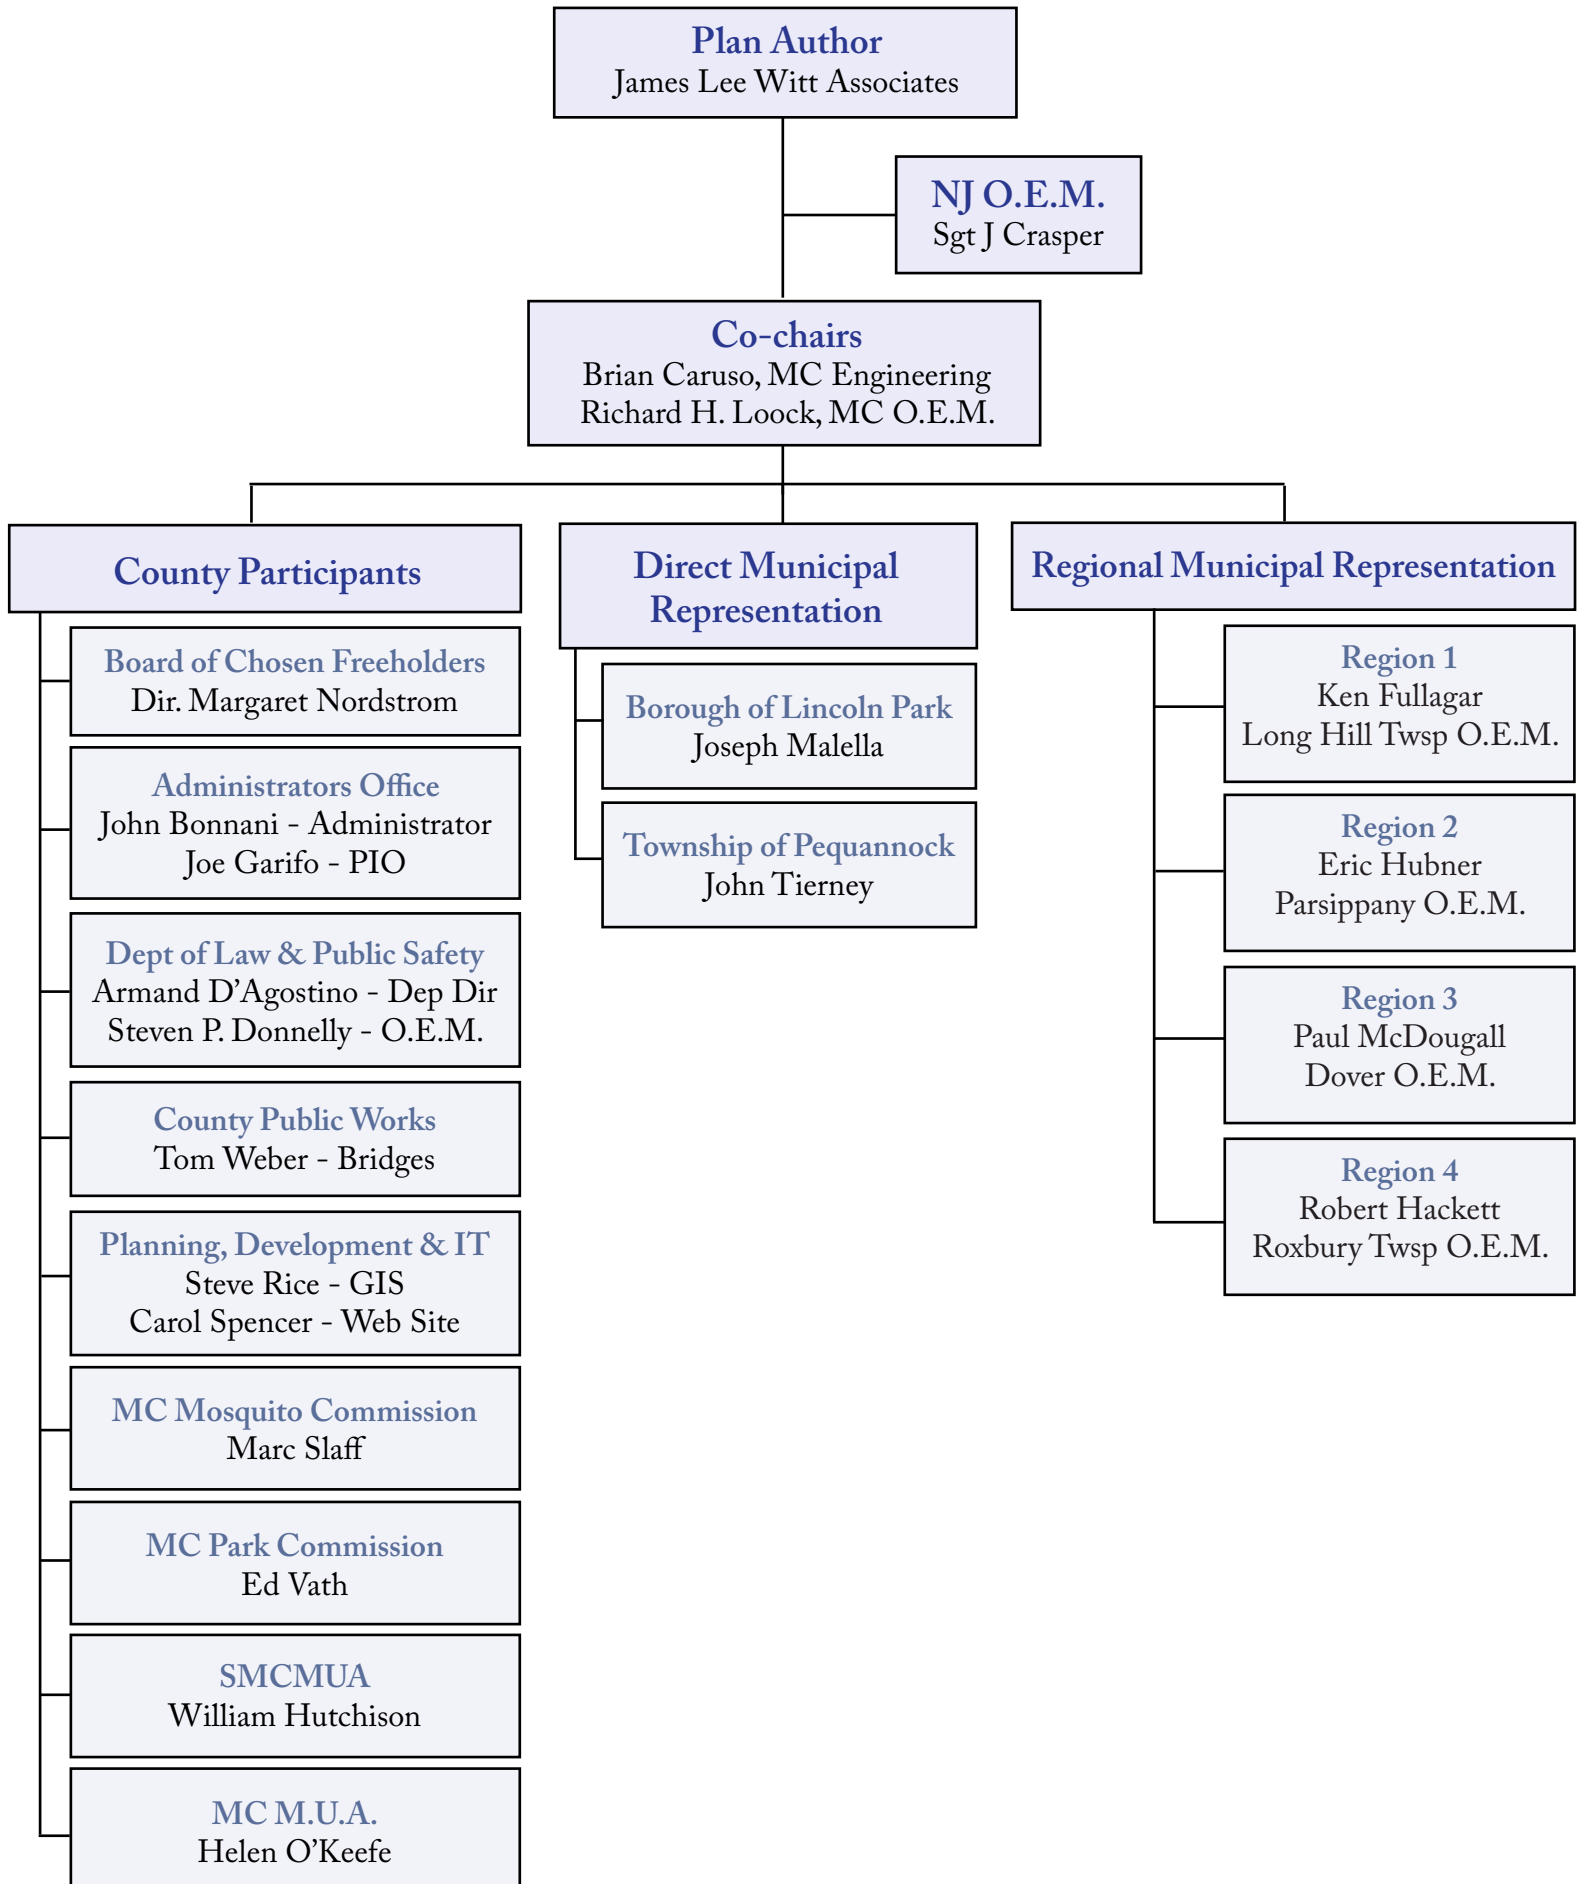 Plan Author
James Lee Witt Associates
NJ O.E.M.
Sgt J Crasper
Co-chairs
Brian Caruso, MC Engineering
Richard H. Loock, MC O.E.M.
County Participants
Board of Chosen Freeholders
Dir. Margaret Nordstrom
Administrators Office
John Bonnani - Administrator
Joe Garifo - PIO
Dept of Law & Public Safety
Armand D’Agostino - Dep Dir
Steven P. Donnelly - O.E.M.
County Public Works
Tom Weber - Bridges
Planning, Development & IT
Steve Rice - GIS
Carol Spencer - Web Site
MC Mosquito Commission
Marc Slaff
MC Park Commission
Ed Vath
SMCMUA
William Hutchison
MC M.U.A.
Helen O’Keefe
Direct Municipal
Representation
Borough of Lincoln Park
Joseph Malella
Township of Pequannock
John Tierney
Regional Municipal Representation
Region 1
Ken Fullagar
Long Hill Twsp O.E.M.
Region 2
Eric Hubner
Parsippany O.E.M.
Region 3
Paul McDougall
Dover O.E.M.
Region 4
Robert Hackett
Roxbury Twsp O.E.M.